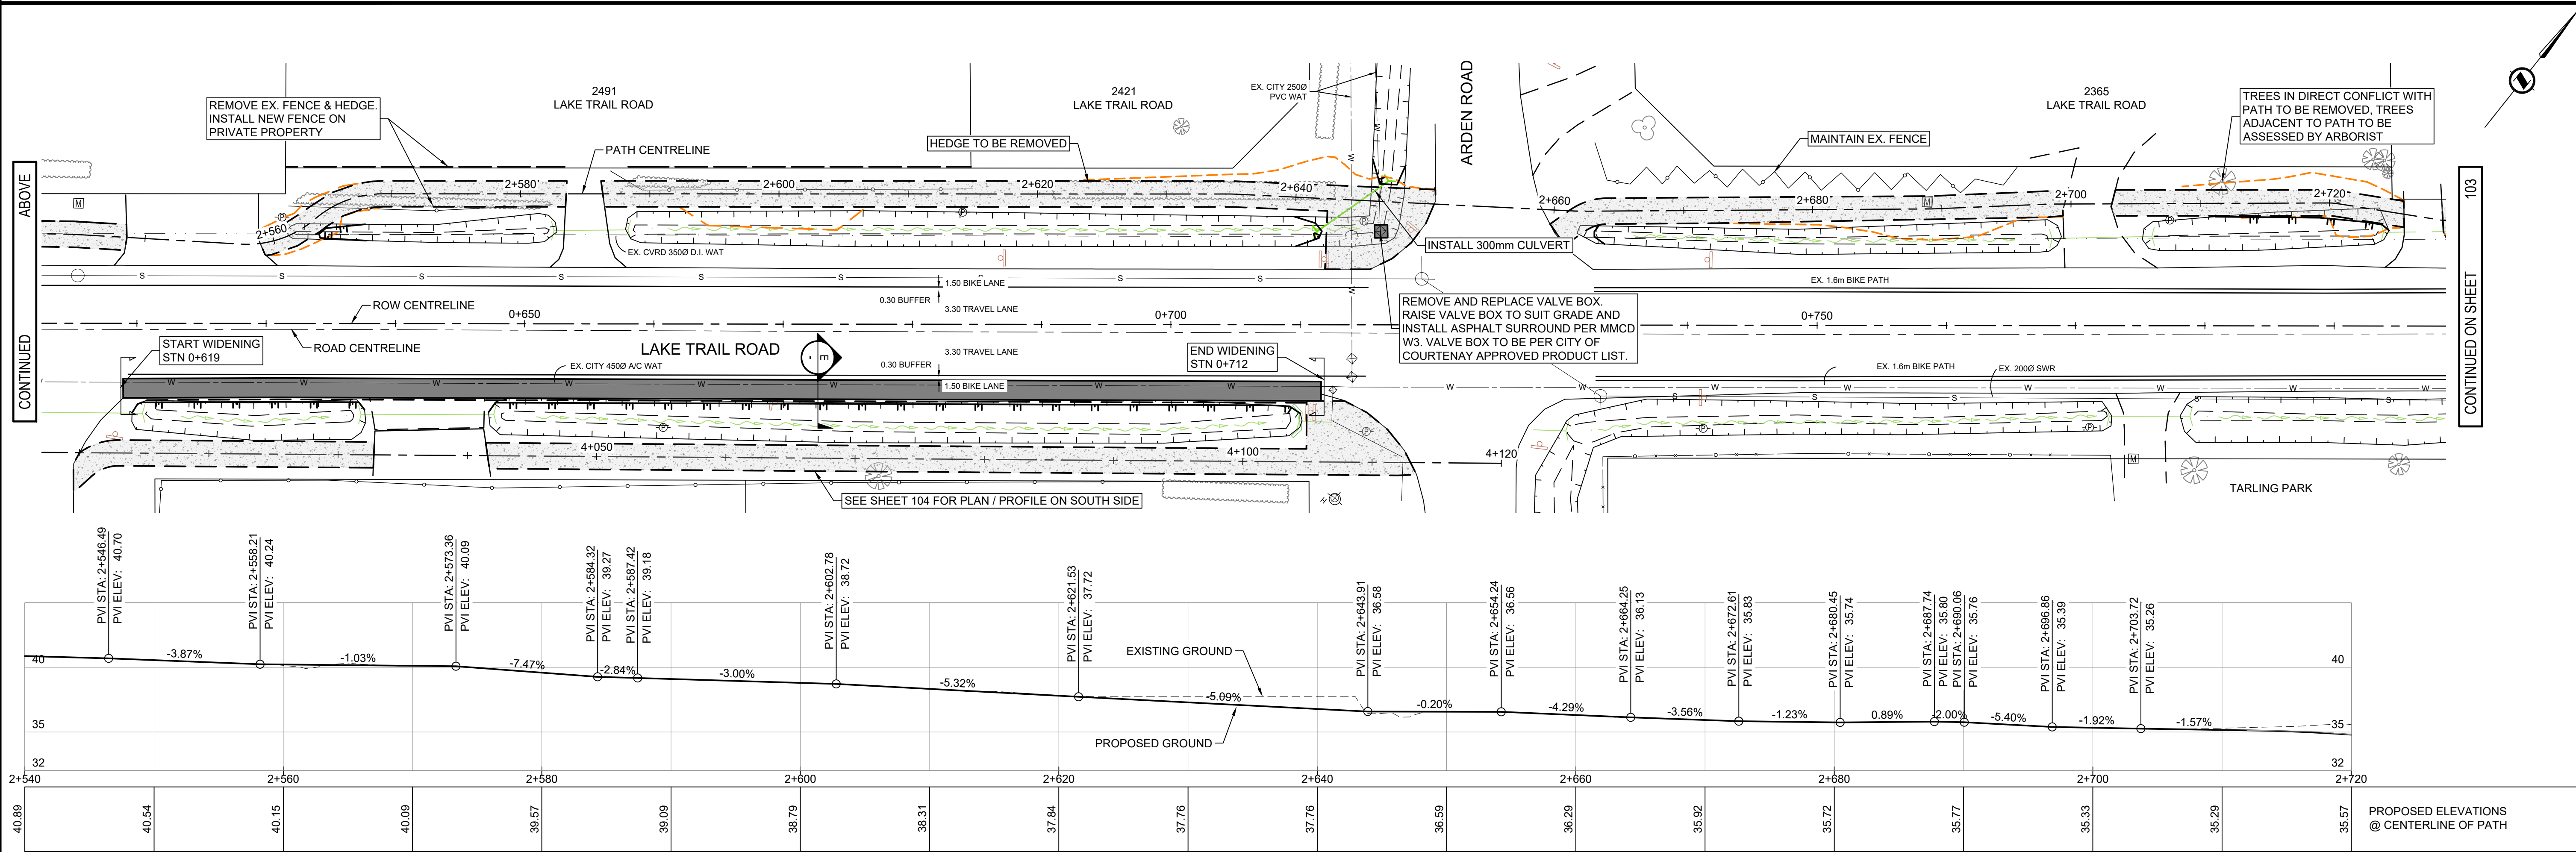 CONTINUED ABOVE
REMOVE EX. FENCE & HEDGE.
INSTALL NEW FENCE ON
PRIVATE PROPERTY
2491
LAKE TRAIL ROAD
PATH CENTRELINE
HEDGE TO BE REMOVED
2421
LAKE TRAIL ROAD
EX. CITY 250Ø
PVC WAT
ARDEN ROAD
MAINTAIN EX. FENCE
2365
LAKE TRAIL ROAD
TREES IN DIRECT CONFLICT WITH
PATH TO BE REMOVED, TREES
ADJACENT TO PATH TO BE
ASSESSED BY ARBORIST
CONTINUED ON SHEET 103
2+560
2+580
2+600
2+620
2+640
2+660
2+680
2+700
2+720
EX. CVRD 350Ø D.I. WAT
INSTALL 300mm CULVERT
1.50 BIKE LANE
0.30 BUFFER
3.30 TRAVEL LANE
EX. 1.6m BIKE PATH
ROW CENTRELINE
0+650
0+700
0+750
REMOVE AND REPLACE VALVE BOX.
RAISE VALVE BOX TO SUIT GRADE AND
INSTALL ASPHALT SURROUND PER MMCD
W3. VALVE BOX TO BE PER CITY OF
COURTENAY APPROVED PRODUCT LIST.
START WIDENING
STN 0+619
ROAD CENTRELINE
LAKE TRAIL ROAD
3.30 TRAVEL LANE
END WIDENING
STN 0+712
EX. CITY 450Ø A/C WAT
0.30 BUFFER
1.50 BIKE LANE
EX. 1.6m BIKE PATH
EX. 200Ø SWR
4+050
4+100
4+120
SEE SHEET 104 FOR PLAN / PROFILE ON SOUTH SIDE
TARLING PARK
PVI STA: 2+546.49
PVI ELEV: 40.70
PVI STA: 2+558.21
PVI ELEV: 40.24
PVI STA: 2+573.36
PVI ELEV: 40.09
PVI STA: 2+584.32
PVI ELEV: 39.27
PVI STA: 2+587.42
PVI ELEV: 39.18
PVI STA: 2+602.78
PVI ELEV: 38.72
PVI STA: 2+621.53
PVI ELEV: 37.72
PVI STA: 2+643.91
PVI ELEV: 36.58
PVI STA: 2+654.24
PVI ELEV: 36.56
PVI STA: 2+664.25
PVI ELEV: 36.13
PVI STA: 2+672.61
PVI ELEV: 35.83
PVI STA: 2+680.45
PVI ELEV: 35.74
PVI STA: 2+687.74
PVI ELEV: 35.80
PVI STA: 2+690.06
PVI ELEV: 35.76
PVI STA: 2+696.86
PVI ELEV: 35.39
PVI STA: 2+703.72
PVI ELEV: 35.26
-3.87%
-1.03%
-7.47%
-2.84%
-3.00%
-5.32%
-5.09%
-0.20%
-4.29%
-3.56%
-1.23%
0.89%
-2.00%
-5.40%
-1.92%
-1.57%
EXISTING GROUND
PROPOSED GROUND
40 40
35 35
32 32
2+540 2+560 2+580 2+600 2+620 2+640 2+660 2+680 2+700 2+720
40.89 40.54 40.15 40.09 39.57 39.09 38.79 38.31 37.84 37.76 37.76 36.59 36.29 35.92 35.72 35.77 35.33 35.29 35.57
PROPOSED ELEVATIONS
@ CENTERLINE OF PATH